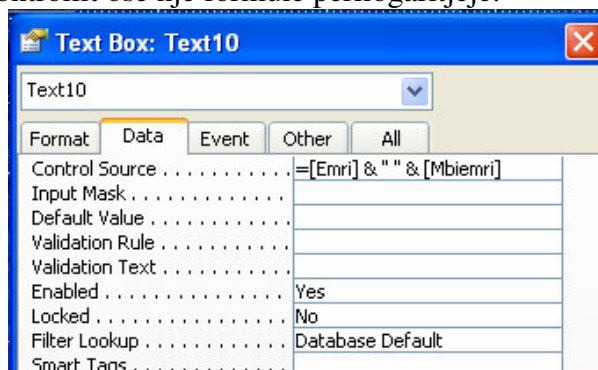 Text Box: Text10
Text10
Format Data Event Other All
Control Source . . . . . . . . . . . =[Emri] & " " & [Mbiemri]
Input Mask . . . . . . . . . . . . .
Default Value . . . . . . . . . . . .
Validation Rule . . . . . . . . . . .
Validation Text . . . . . . . . . . .
Enabled . . . . . . . . . . . . . . . Yes
Locked . . . . . . . . . . . . . . . . No
Filter Lookup . . . . . . . . . . . . Database Default
Smart Tags . . . . . . . . . . . . .